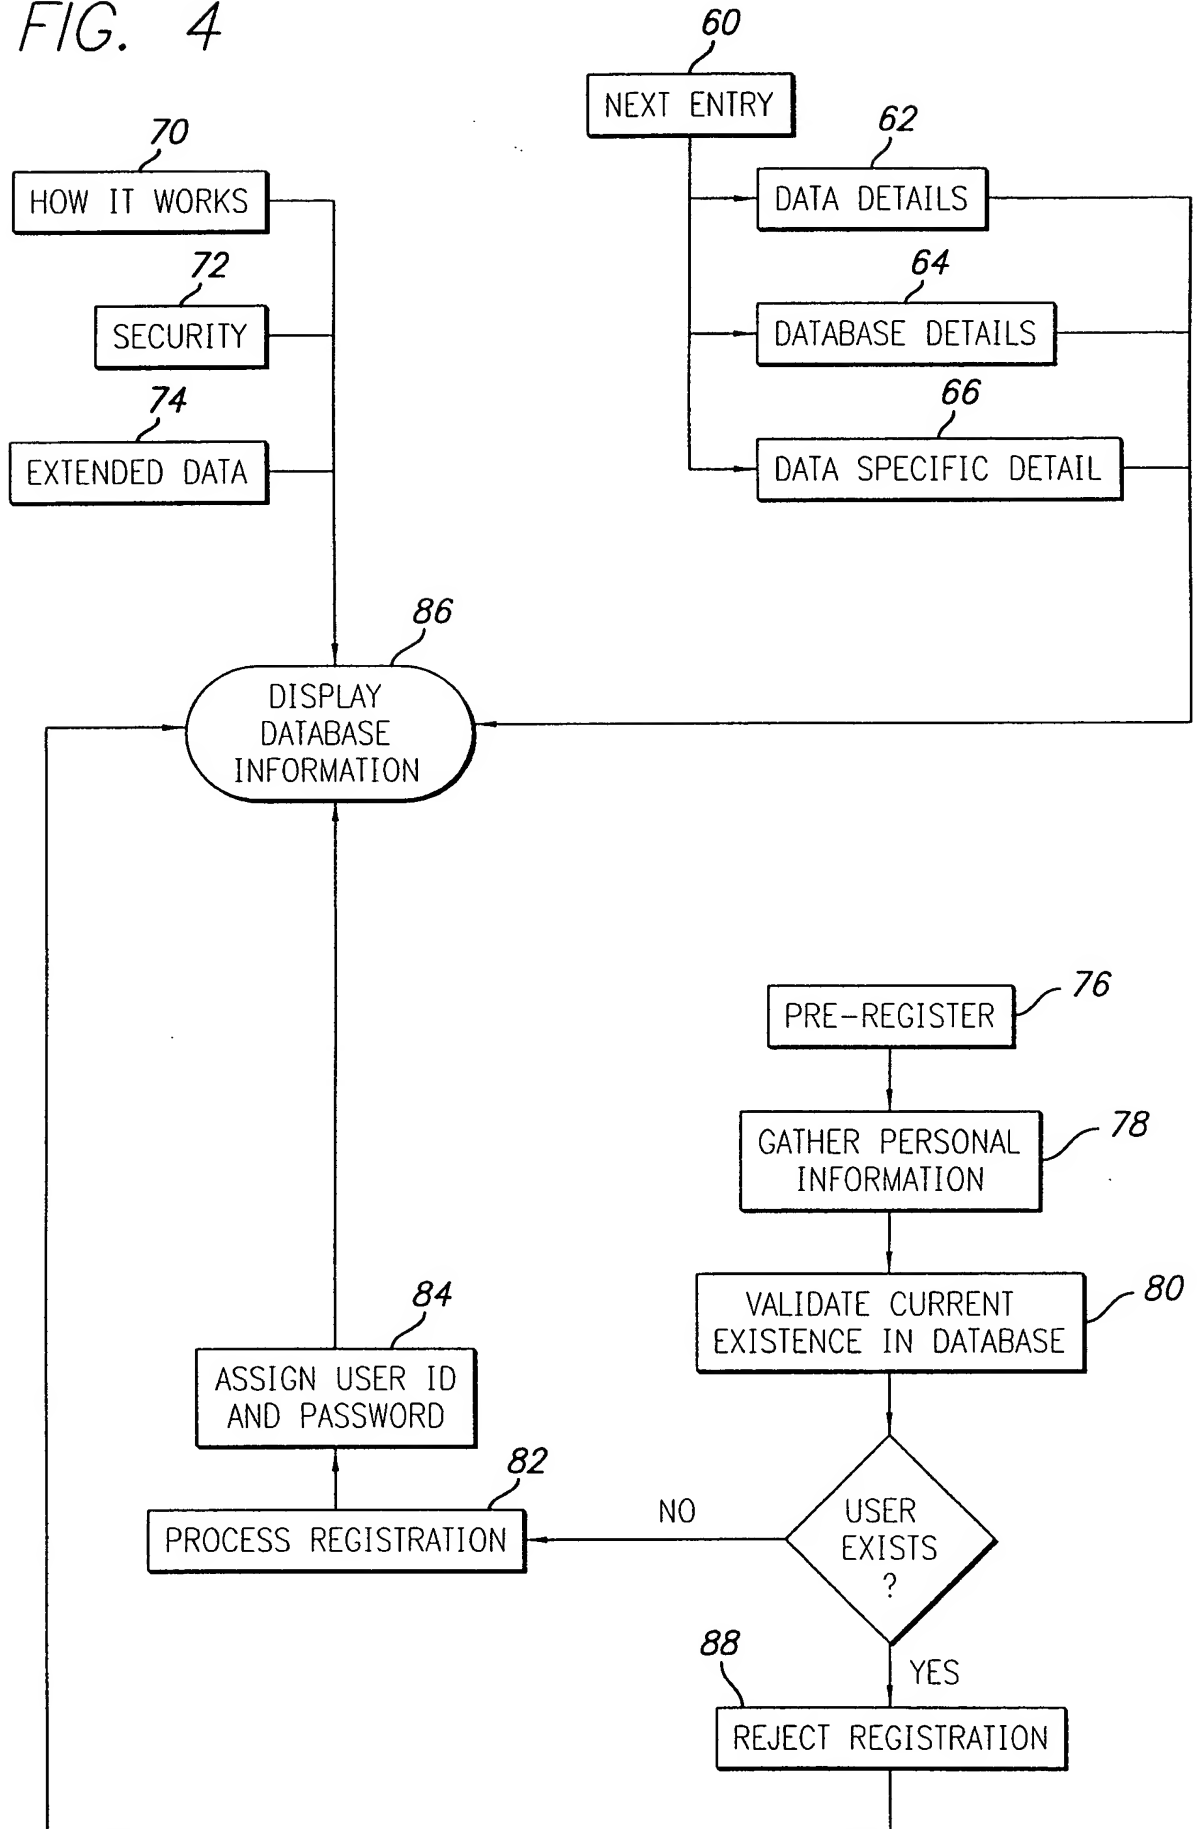 FIG. 4
60
NEXT ENTRY
70
62
HOW IT WORKS
DATA DETAILS
72
64
SECURITY
DATABASE DETAILS
74
66
EXTENDED DATA
DATA SPECIFIC DETAIL
86
DISPLAY
DATABASE
INFORMATION
76
PRE-REGISTER
78
GATHER PERSONAL
INFORMATION
80
VALIDATE CURRENT
EXISTENCE IN DATABASE
84
ASSIGN USER ID
AND PASSWORD
82
PROCESS REGISTRATION
NO
USER
EXISTS
?
88
YES
REJECT REGISTRATION